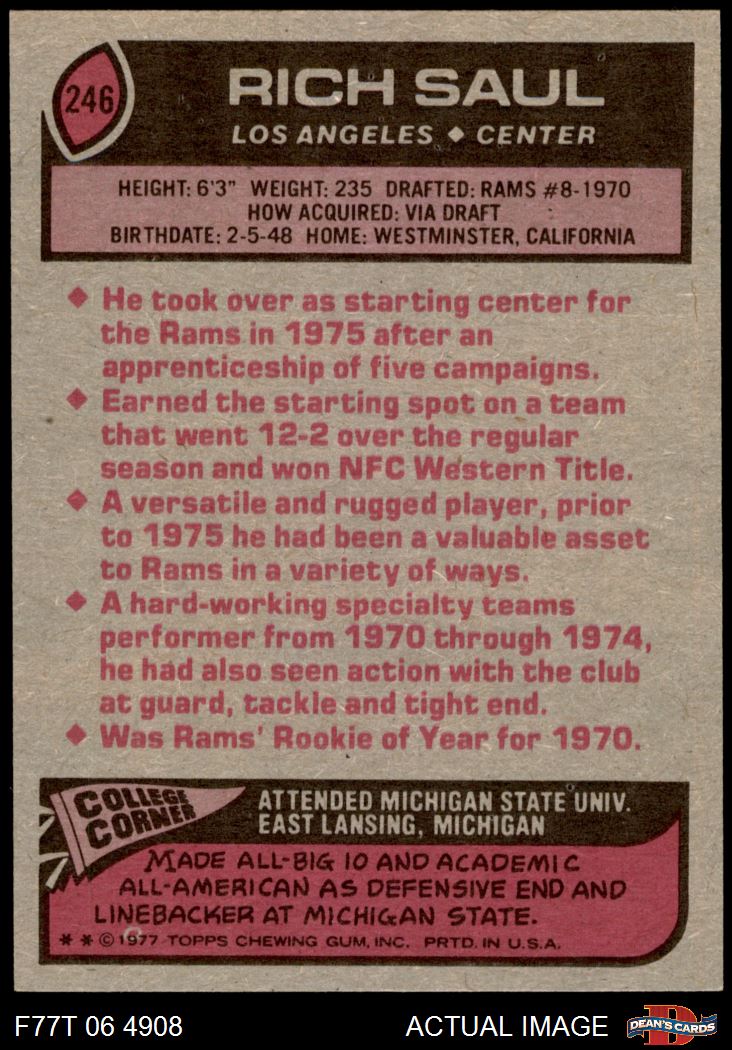 246
RICH SAUL
LOS ANGELES ◆ CENTER
HEIGHT: 6'3" WEIGHT: 235 DRAFTED: RAMS #8-1970
HOW ACQUIRED: VIA DRAFT
BIRTHDATE: 2-5-48 HOME: WESTMINSTER, CALIFORNIA
◆ He took over as starting center for
the Rams in 1975 after an
apprenticeship of five campaigns.
◆ Earned the starting spot on a team
that went 12-2 over the regular
season and won NFC Western Title.
◆ A versatile and rugged player, prior
to 1975 he had been a valuable asset
to Rams in a variety of ways.
◆ A hard-working specialty teams
performer from 1970 through 1974,
he had also seen action with the club
at guard, tackle and tight end.
◆ Was Rams' Rookie of Year for 1970.
COLLEGE
CORNER
ATTENDED MICHIGAN STATE UNIV.
EAST LANSING, MICHIGAN
MADE ALL-BIG 10 AND ACADEMIC
ALL-AMERICAN AS DEFENSIVE END AND
LINEBACKER AT MICHIGAN STATE.
* * © 1977 TOPPS CHEWING GUM, INC. PRTD. IN U.S.A.
F77T 06 4908
ACTUAL IMAGE
D
DEAN'S CARDS